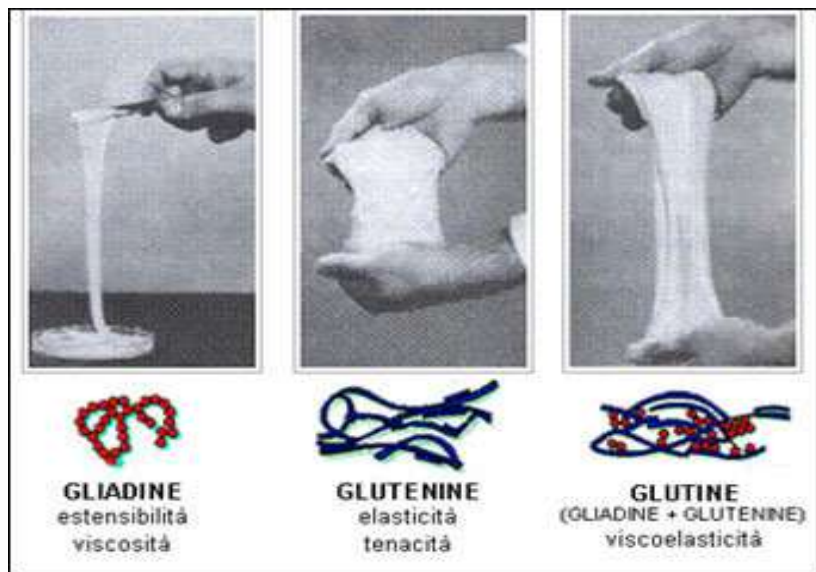 GLIADINE
estensibilità
viscosità
GLUTENINE
elasticità
tenacità
GLUTINE
(GLIADINE + GLUTENINE)
viscoelasticità